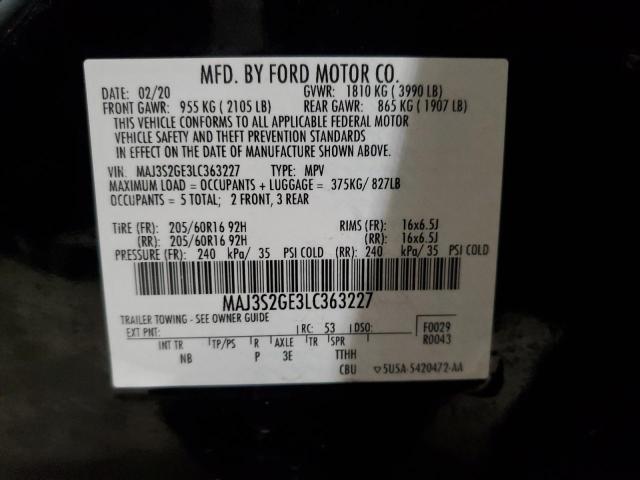 MFD. BY FORD MOTOR CO.
DATE: 02/20 GVWR: 1810 KG ( 3990 LB)
FRONT GAWR: 955 KG ( 2105 LB) REAR GAWR: 865 KG ( 1907 LB)
THIS VEHICLE CONFORMS TO ALL APPLICABLE FEDERAL MOTOR
VEHICLE SAFETY AND THEFT PREVENTION STANDARDS
IN EFFECT ON THE DATE OF MANUFACTURE SHOWN ABOVE.
VIN: MAJ3S2GE3LC363227 TYPE: MPV
MAXIMUM LOAD = OCCUPANTS + LUGGAGE = 375KG/ 827LB
OCCUPANTS = 5 TOTAL; 2 FRONT, 3 REAR
TIRE (FR): 205/60R16 92H RIMS (FR): 16x6.5J
(RR): 205/60R16 92H (RR): 16x6.5J
PRESSURE (FR): 240 kPa/ 35 PSI COLD (RR): 240 kPa/ 35 PSI COLD
MAJ3S2GE3LC363227
TRAILER TOWING - SEE OWNER GUIDE
EXT PNT: RC: 53 DSO: F0029
R0043
INT TR TP/PS R AXLE TR SPR
NB P 3E TTHH
CBU ▽5U5A-5420472-AA